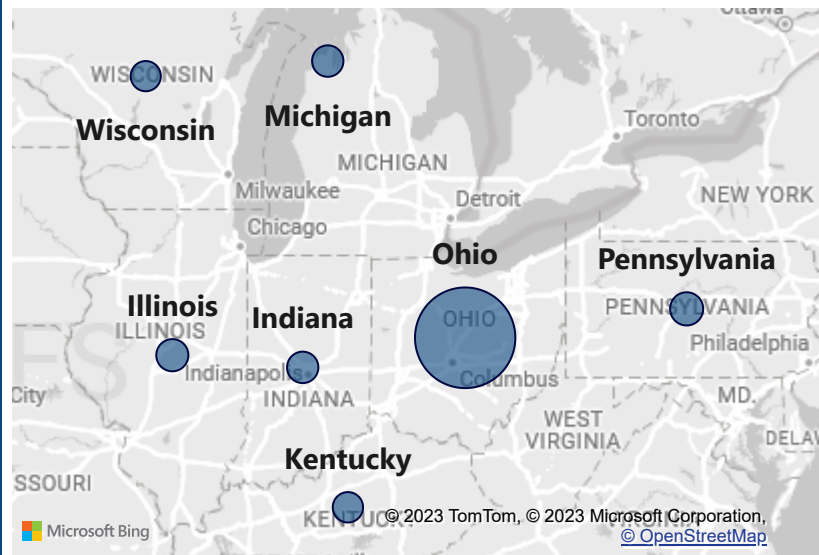 Ottawa
WISCONSIN
Michigan
Wisconsin
Toronto
MICHIGAN
Milwaukee
NEW YORK
Detroit
Chicago
Ohio
Pennsylvania
Illinois
Indiana
PENNSYLVANIA
OHIO
ILLINOIS
Philadelphia
Indianapolis
Columbus
City
INDIANA
MD.
WEST
VIRGINIA
DELAW
Kentucky
SSOURI
KENTUCKY
© 2023 TomTom, © 2023 Microsoft Corporation,
Microsoft Bing
© OpenStreetMap